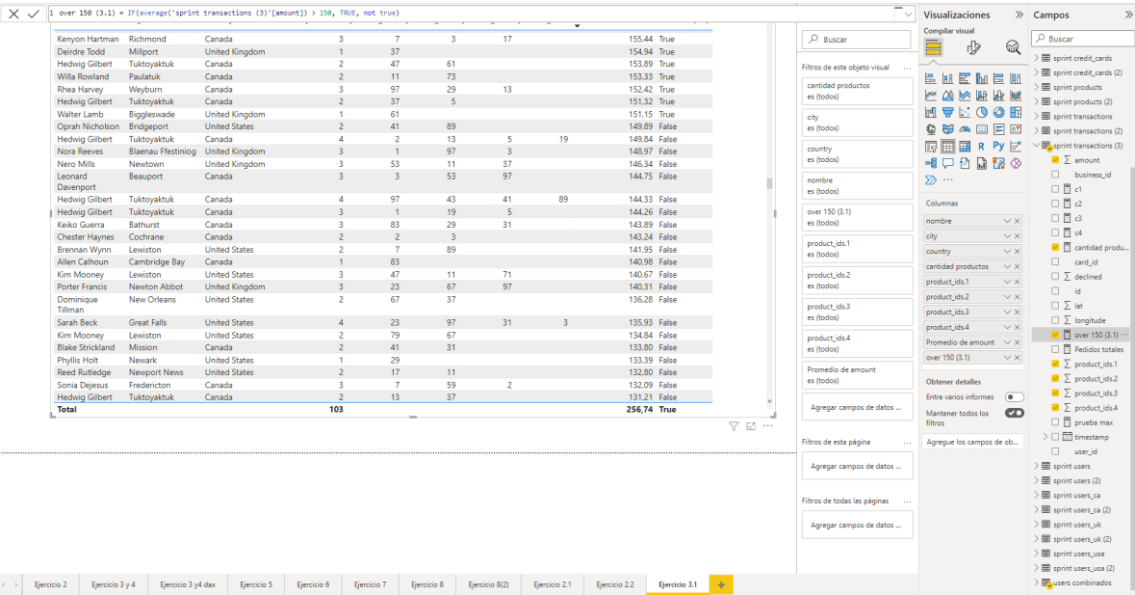 1 over 150 (3.1) = IF(average('sprint transactions (3)'[amount]) > 150, TRUE, not true)
Kenyon Hartman Richmond Canada 3 7 3 17 155,44 True
Deirdre Todd Millport United Kingdom 1 37 154,94 True
Hedwig Gilbert Tuktoyaktuk Canada 2 47 61 153,89 True
Willa Rowland Paulatuk Canada 2 11 73 153,33 True
Rhea Harvey Weyburn Canada 3 97 29 13 152,42 True
Hedwig Gilbert Tuktoyaktuk Canada 2 37 5 151,32 True
Walter Lamb Biggleswade United Kingdom 1 61 151,15 True
Oprah Nicholson Bridgeport United States 2 41 89 149,89 False
Hedwig Gilbert Tuktoyaktuk Canada 4 2 13 5 19 149,84 False
Nora Reeves Blaenau Ffestiniog United Kingdom 3 1 97 3 148,97 False
Nero Mills Newtown United Kingdom 3 53 11 37 146,34 False
Leonard Beauport Canada 3 3 53 97 144,75 False
Davenport
Hedwig Gilbert Tuktoyaktuk Canada 4 97 43 41 89 144,33 False
Hedwig Gilbert Tuktoyaktuk Canada 3 1 19 5 144,26 False
Keiko Guerra Bathurst Canada 3 83 29 31 143,89 False
Chester Haynes Cochrane Canada 2 2 3 143,24 False
Brennan Wynn Lewiston United States 2 7 89 141,95 False
Allen Calhoun Cambridge Bay Canada 1 83 140,98 False
Kim Mooney Lewiston United States 3 47 11 71 140,67 False
Porter Francis Newton Abbot United Kingdom 3 23 67 97 140,31 False
Dominique New Orleans United States 2 67 37 136,28 False
Tillman
Sarah Beck Great Falls United States 4 23 97 31 3 135,93 False
Kim Mooney Lewiston United States 2 79 67 134,84 False
Blake Strickland Mission Canada 2 41 31 133,80 False
Phyllis Holt Newark United States 1 29 133,39 False
Reed Rutledge Newport News United States 2 17 11 132,80 False
Sonia Dejesus Fredericton Canada 3 7 59 2 132,09 False
Hedwig Gilbert Tuktoyaktuk Canada 2 13 37 131,21 False
Total 103 256,74 True
Buscar
Filtros de este objeto visual ...
cantidad productos
es (todos)
city
es (todos)
country
es (todos)
nombre
es (todos)
over 150 (3.1)
es (todos)
product_ids.1
es (todos)
product_ids.2
es (todos)
product_ids.3
es (todos)
product_ids.4
es (todos)
Promedio de amount
es (todos)
Agregar campos de datos ...
Filtros de esta página ...
Agregar campos de datos ...
Filtros de todas las páginas ...
Agregar campos de datos ...
Visualizaciones
Compilar visual
R Py
...
Columnas
nombre
city
country
cantidad productos
product_ids.1
product_ids.2
product_ids.3
product_ids.4
Promedio de amount
over 150 (3.1)
Obtener detalles
Entre varios informes
Mantener todos los
filtros
Agregue los campos de ob...
Campos
Buscar
sprint credit_cards
sprint credit_cards (2)
sprint products
sprint products (2)
sprint transactions
sprint transactions (2)
sprint transactions (3)
amount
business_id
c1
c2
c3
c4
cantidad produ...
card_id
declined
id
lat
longitude
over 150 (3.1) ...
Pedidos totales
product_ids.1
product_ids.2
product_ids.3
product_ids.4
prueba max
timestamp
user_id
sprint users
sprint users (2)
sprint users_ca
sprint users_ca (2)
sprint users_uk
sprint users_uk (2)
sprint users_usa
sprint users_usa (2)
users combinados
Ejercicio 2 Ejercicio 3 y 4 Ejercicio 3 y4 dax Ejercicio 5 Ejercicio 6 Ejercicio 7 Ejercicio 8 Ejercicio 8(2) Ejercicio 2.1 Ejercicio 2.2 Ejercicio 3.1 +